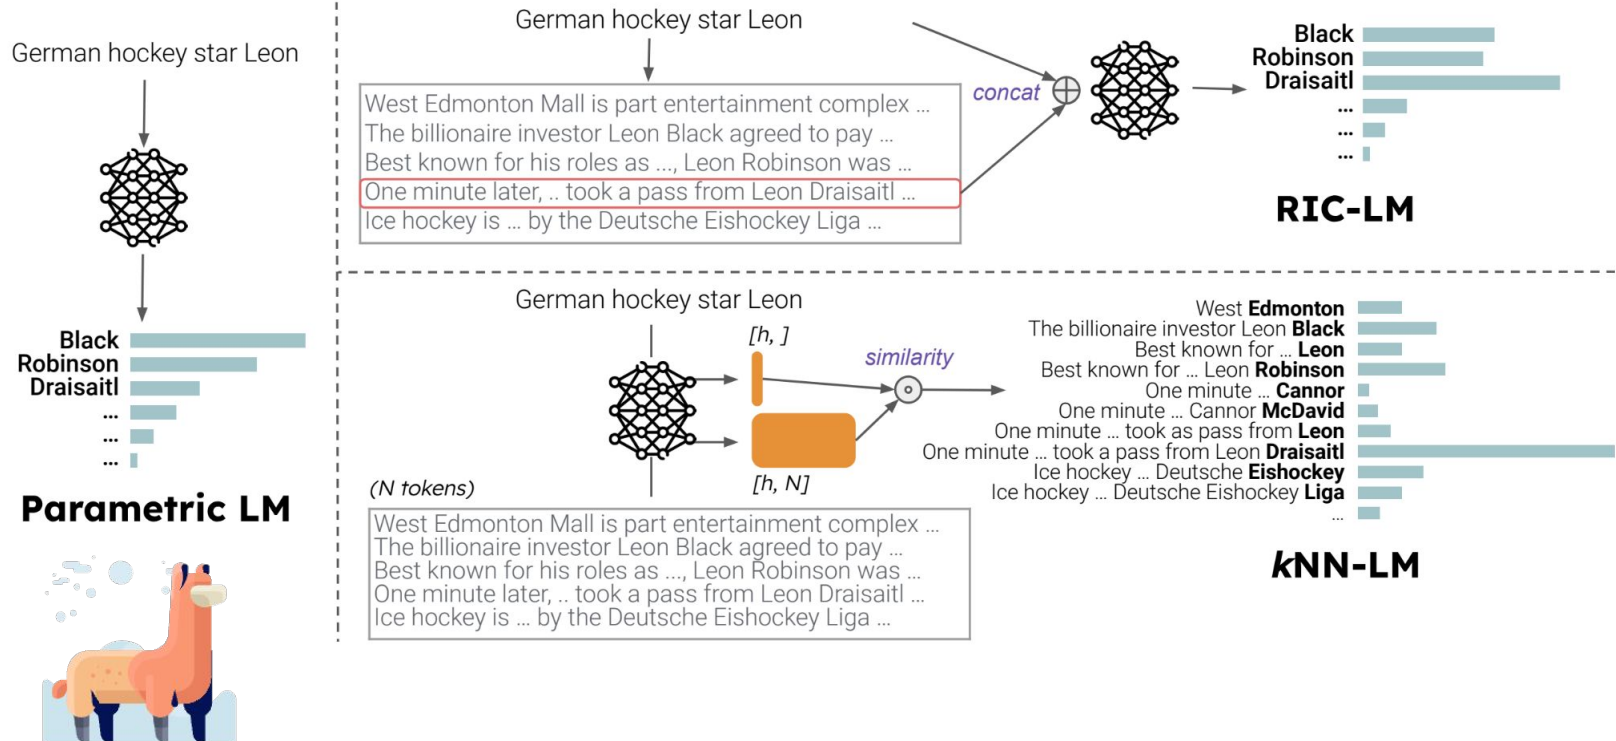 German hockey star Leon
Black
Robinson
Draisaitl
...
...
...
Parametric LM
German hockey star Leon
West Edmonton Mall is part entertainment complex ...
The billionaire investor Leon Black agreed to pay ...
Best known for his roles as ..., Leon Robinson was ...
One minute later, .. took a pass from Leon Draisaitl ...
Ice hockey is ... by the Deutsche Eishockey Liga ...
concat
Black
Robinson
Draisaitl
...
...
...
RIC-LM
German hockey star Leon
[h, ]
similarity
[h, N]
(N tokens)
West Edmonton Mall is part entertainment complex ...
The billionaire investor Leon Black agreed to pay ...
Best known for his roles as ..., Leon Robinson was ...
One minute later, .. took a pass from Leon Draisaitl ...
Ice hockey is ... by the Deutsche Eishockey Liga ...
West Edmonton
The billionaire investor Leon Black
Best known for ... Leon
Best known for ... Leon Robinson
One minute ... Cannor
One minute ... Cannor McDavid
One minute ... took as pass from Leon
One minute ... took a pass from Leon Draisaitl
Ice hockey ... Deutsche Eishockey
Ice hockey ... Deutsche Eishockey Liga
...
kNN-LM